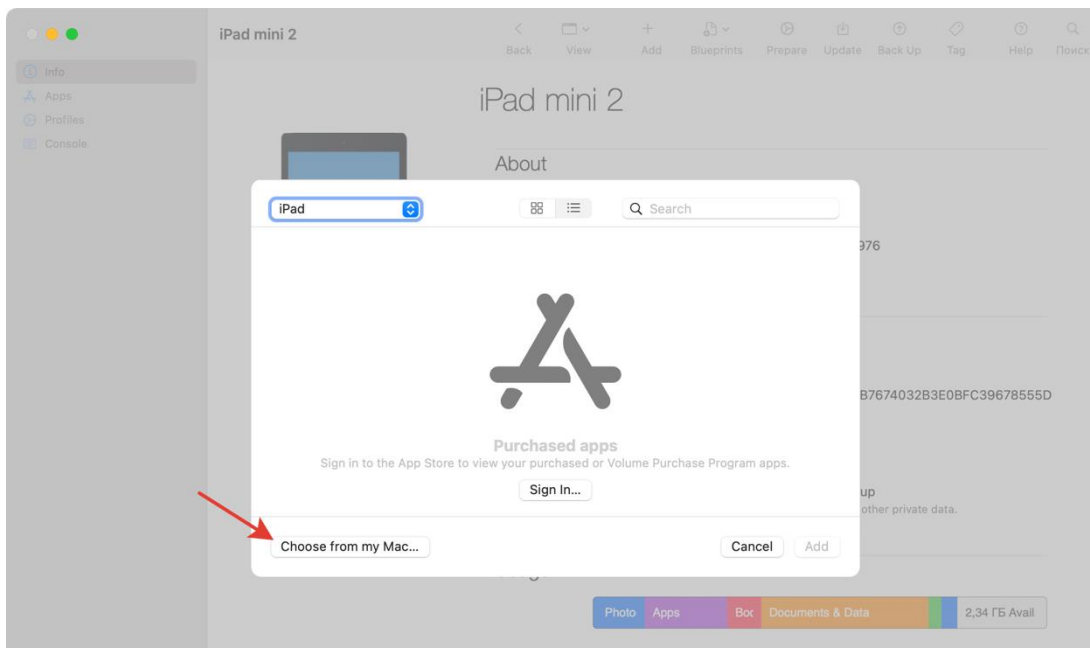 iPad mini 2
Back View Add Blueprints Prepare Update Back Up Tag Help
Info
Apps
Profiles
Console
iPad mini 2
About
iPad
Search
976
B7674032B3E0BFC39678555D
Purchased apps
Sign in to the App Store to view your purchased or Volume Purchase Program apps.
Sign In...
up
other private data.
Choose from my Mac...
Cancel Add
Photo Apps Documents & Data 2,34 ГБ Avail